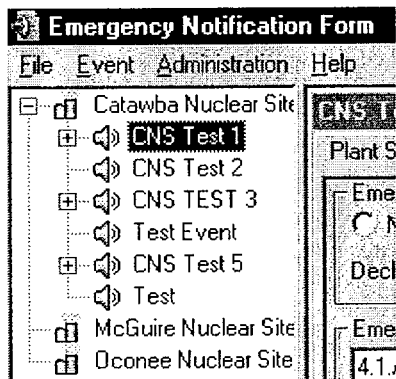 Emergency Notification Form
File Event Administration Help
Catawba Nuclear Site
CNS Test 1
CNS Test 2
CNS TEST 3
Test Event
CNS Test 5
Test
McGuire Nuclear Site
Oconee Nuclear Site
CNS T
Plant S
Eme
N
Decl
Eme
4.1.